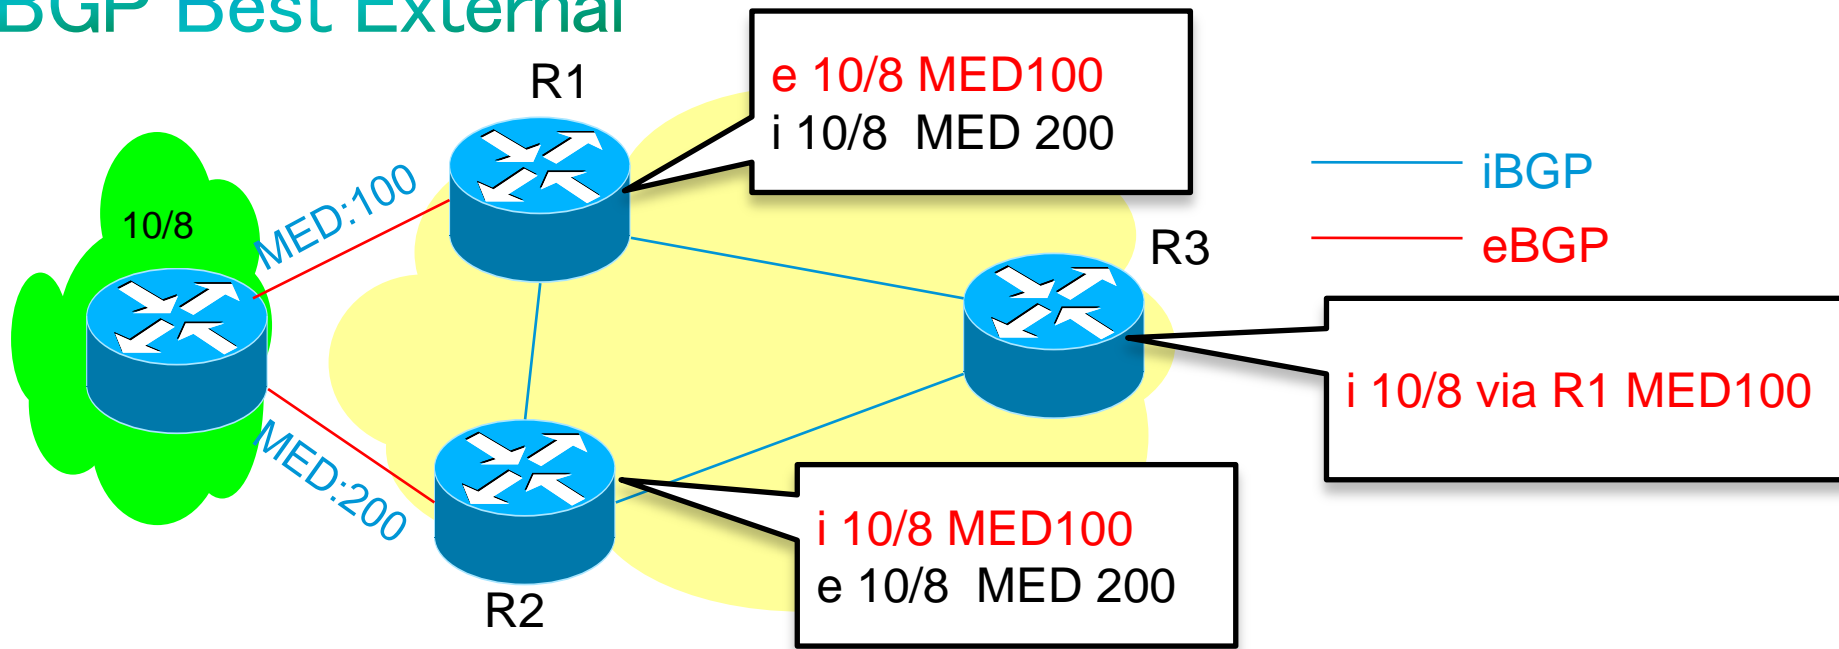 BGP Best External
R1
e 10/8 MED100
i 10/8 MED 200
iBGP
eBGP
10/8
MED:100
R3
i 10/8 via R1 MED100
MED:200
i 10/8 MED100
e 10/8 MED 200
R2